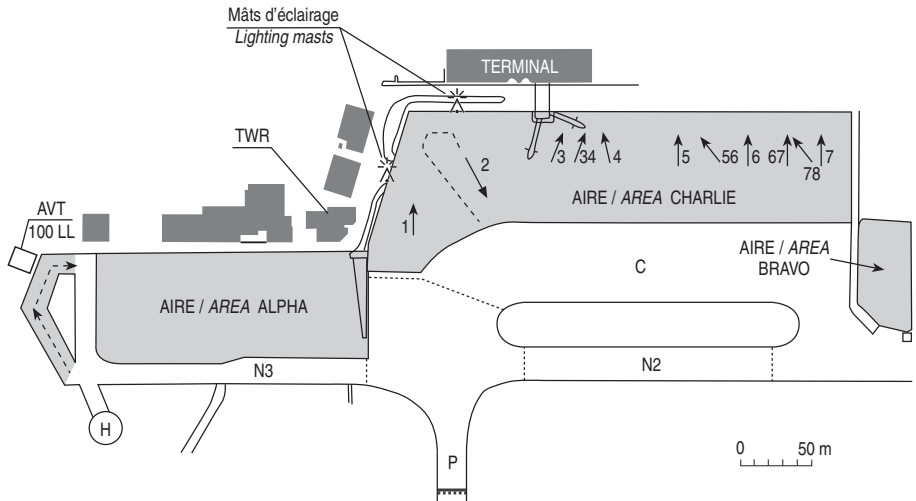 Mâts d'éclairage
Lighting masts
TERMINAL
TWR
2
3
34
4
5
56
6
67
78
7
AVT
100 LL
AIRE / AREA CHARLIE
1
AIRE / AREA
BRAVO
C
AIRE / AREA ALPHA
N3
N2
H
P
0 50 m